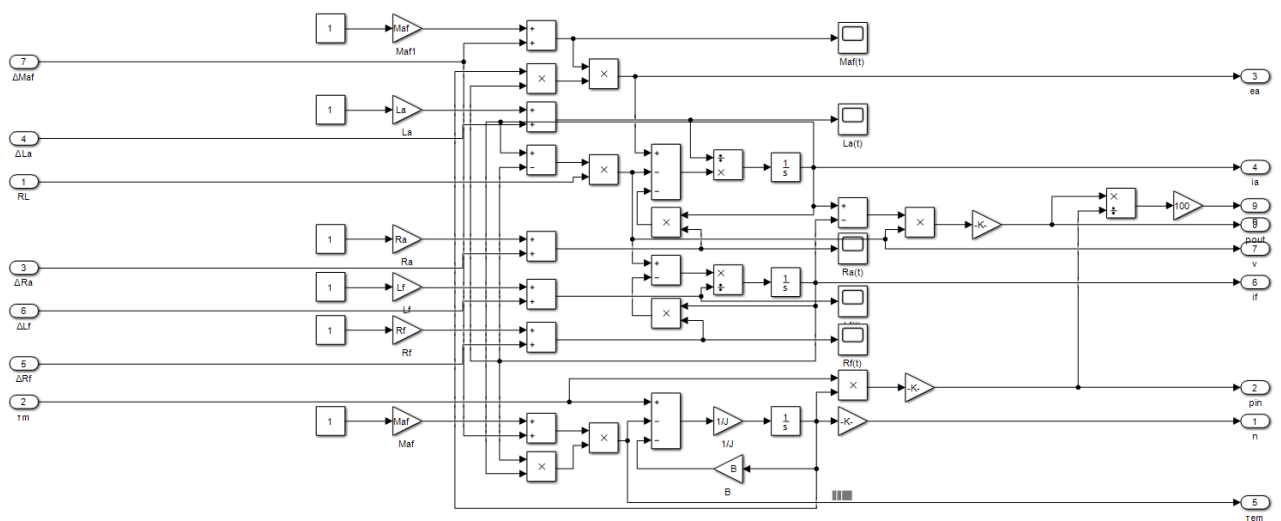 1
Maf
Maf1
+
+
Maf(t)
7
ΔMaf
×
×
3
ea
1
La
La
+
+
La(t)
4
ΔLa
+
−
×
+
−
−
÷
×
1
s
4
ia
1
RL
×
+
−
×
-K-
×
÷
100
9
8
pout
1
Ra
Ra
+
+
Ra(t)
7
v
3
ΔRa
+
−
×
÷
1
s
6
if
1
Lf
Lf
+
+
6
ΔLf
×
1
Rf
Rf
+
+
Rf(t)
5
ΔRf
×
-K-
2
pin
2
τm
1
Maf
Maf
+
+
×
+
−
−
1/J
1/J
1
s
-K-
1
n
×
B
B
5
τem